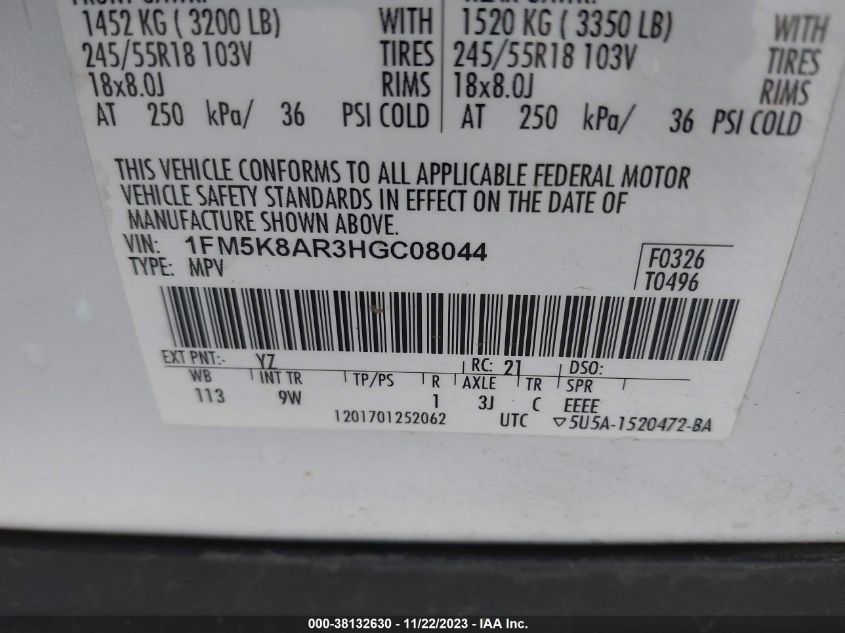 1452 KG ( 3200 LB) WITH 1520 KG ( 3350 LB) WITH
245/55R18 103V TIRES 245/55R18 103V TIRES
18x8.0J RIMS 18x8.0J RIMS
AT 250 kPa/ 36 PSI COLD AT 250 kPa/ 36 PSI COLD
THIS VEHICLE CONFORMS TO ALL APPLICABLE FEDERAL MOTOR
VEHICLE SAFETY STANDARDS IN EFFECT ON THE DATE OF
MANUFACTURE SHOWN ABOVE.
VIN: 1FM5K8AR3HGC08044 F0326
TYPE: MPV T0496
EXT PNT:- YZ RC: 21 DSO:
WB INT TR TP/PS R AXLE TR SPR
113 9W 1 3J C EEEE
1201701252062 UTC ▽5U5A-1520472-BA
000-38132630 - 11/22/2023 - IAA Inc.